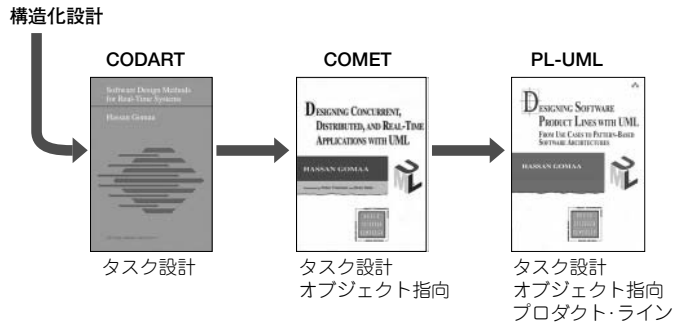 構造化設計
CODART
COMET
PL-UML
Software Design Methods
for Real-Time Systems
Hassan Gomaa
DESIGNING CONCURRENT,
DISTRIBUTED, AND REAL-TIME
APPLICATIONS WITH UML
HASSAN GOMAA
UML
DESIGNING SOFTWARE
PRODUCT LINES WITH UML
FROM USE CASES TO PATTERN-BASED
SOFTWARE ARCHITECTURES
HASSAN GOMAA
UML
タスク設計
タスク設計
オブジェクト指向
タスク設計
オブジェクト指向
プロダクト・ライン